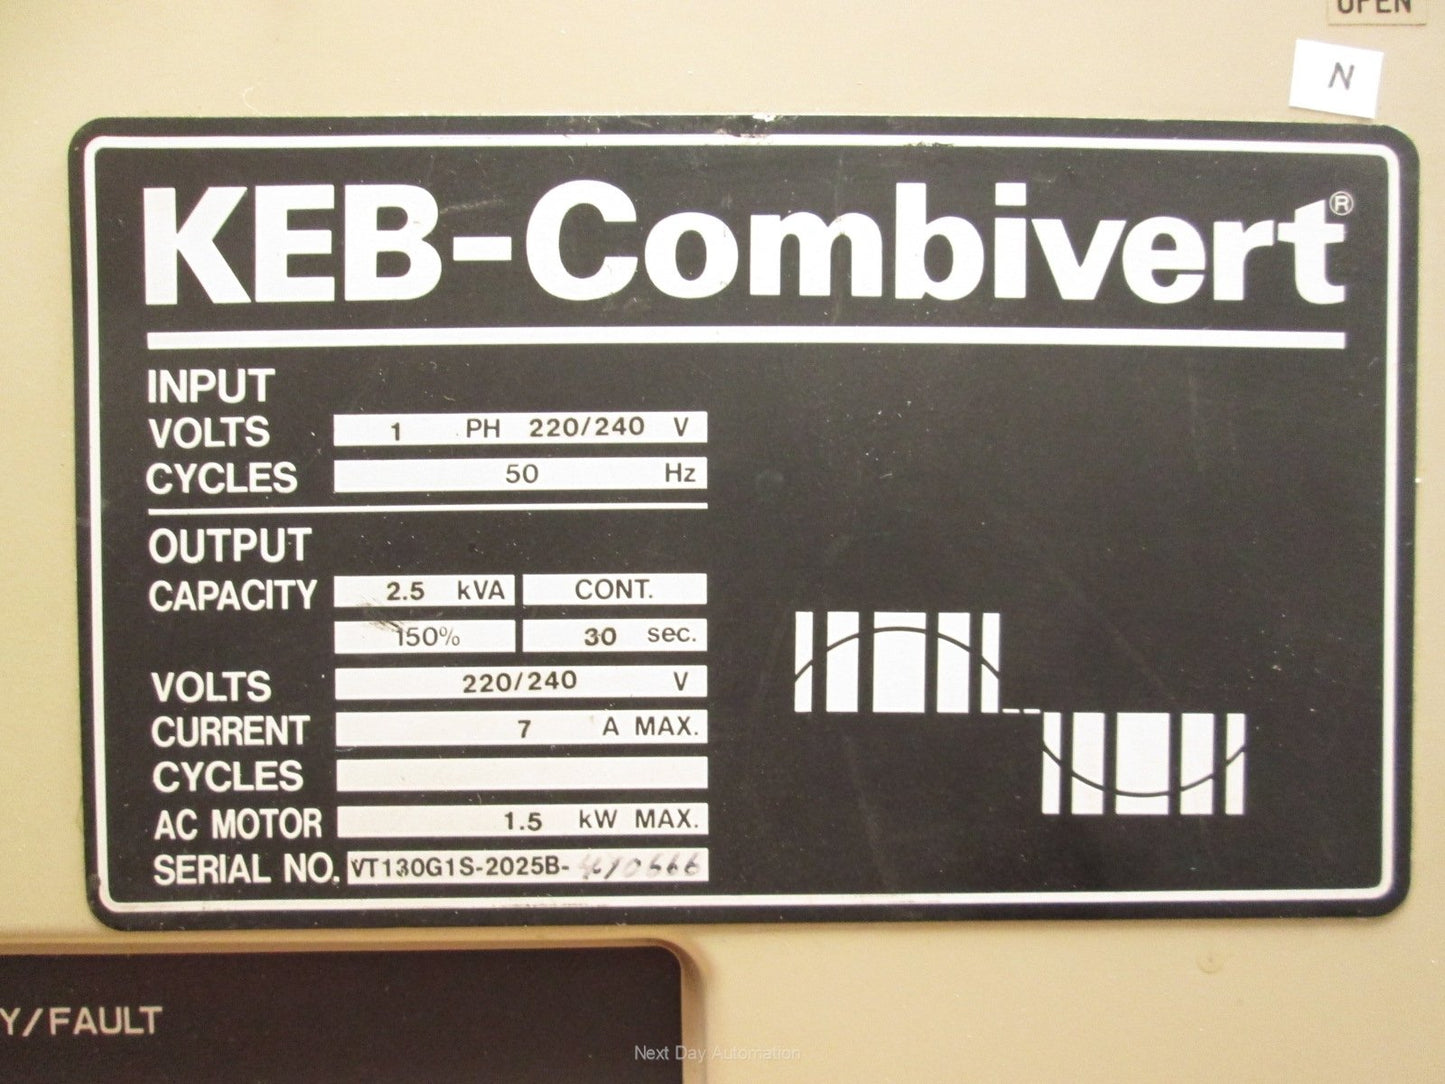 OPEN
N
KEB-Combivert®
INPUT
VOLTS 1 PH 220/240 V
CYCLES 50 Hz
OUTPUT
CAPACITY 2.5 kVA CONT.
150% 30 sec.
VOLTS 220/240 V
CURRENT 7 A MAX.
CYCLES
AC MOTOR 1.5 kW MAX.
SERIAL NO. VT130G1S-2025B-
Y/FAULT
Next Day Automation